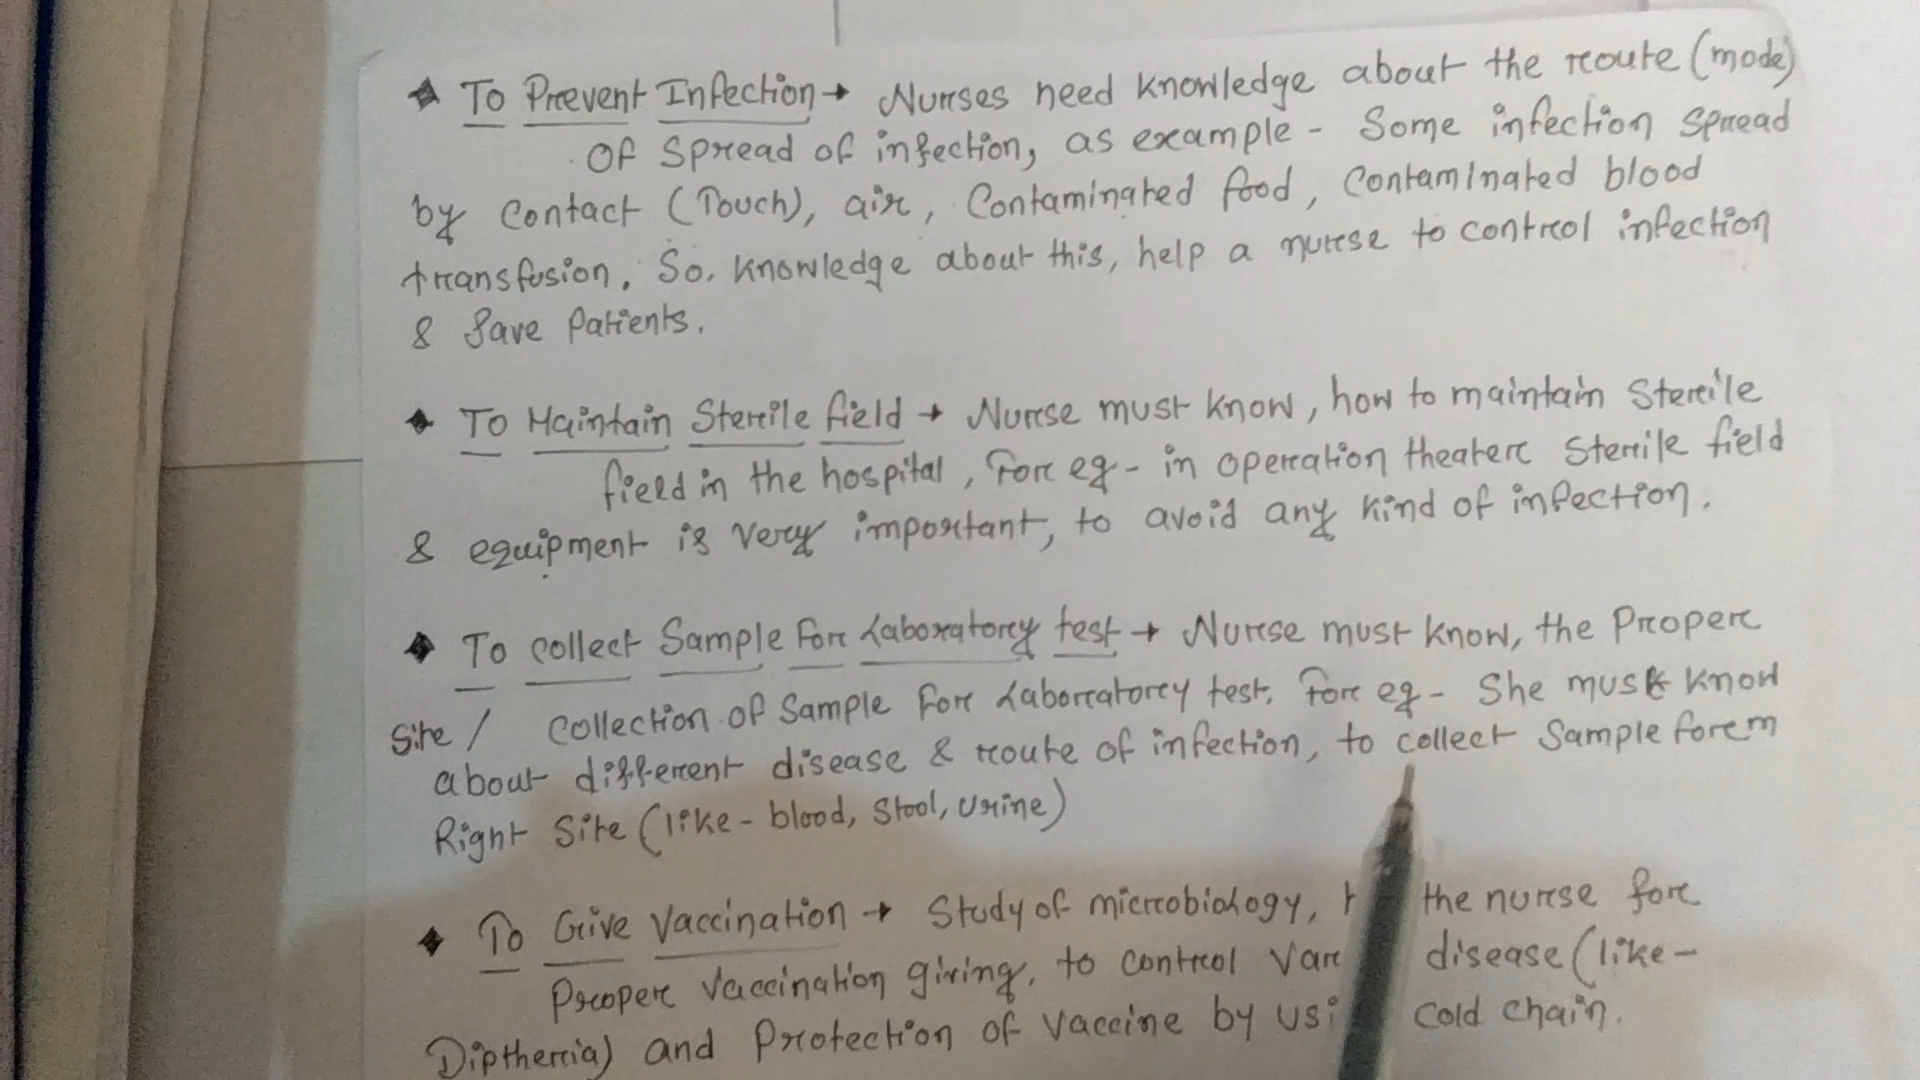 To Prevent Infection → Nurses need knowledge about the route (mode)
of spread of infection, as example - Some infection spread
by Contact (Touch), air, Contaminated food, Contaminated blood
transfusion. So, knowledge about this, help a nurse to control infection
& Save Patients.
To Maintain Sterile field → Nurse must know, how to maintain sterile
field in the hospital, For eg - in operation theater sterile field
& equipment is very important, to avoid any kind of infection.
To collect Sample For Laboratory test → Nurse must know, the Proper
Site / Collection of Sample For Laboratory test. For eg - She must know
about different disease & route of infection, to collect Sample forem
Right Site (like - blood, Stool, Urine)
To Give Vaccination → Study of microbiology, the nurse for
Proper Vaccination giving, to control disease (like -
Diptheria) and Protection of vaccine by cold chain.